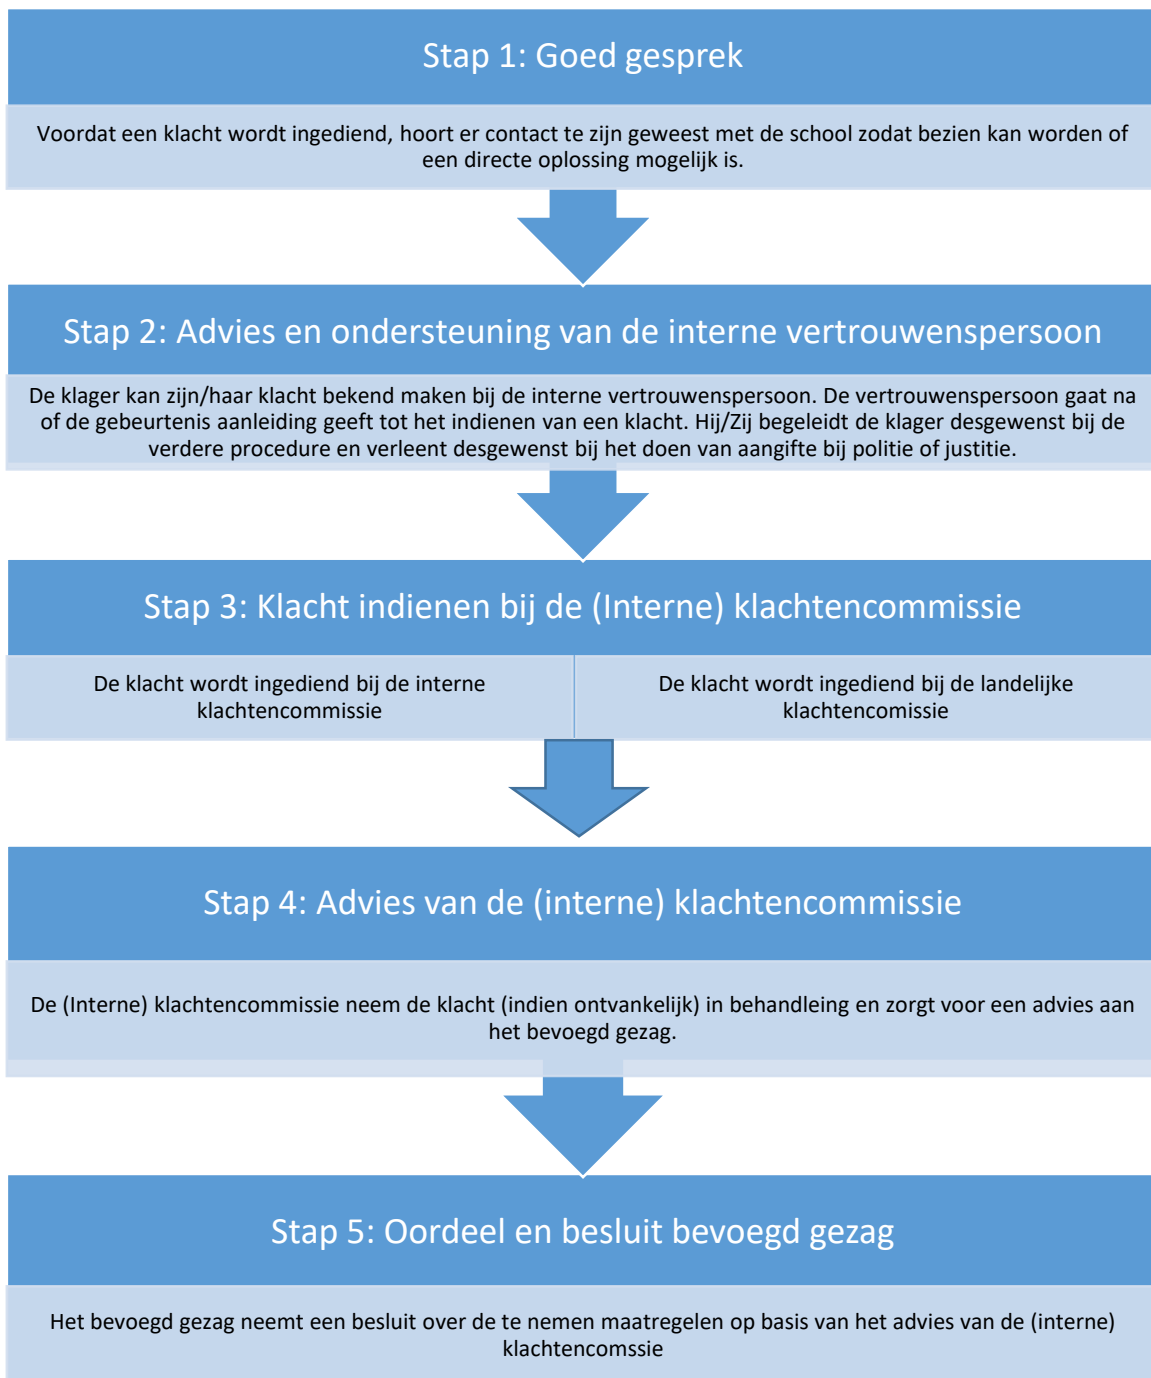 Stap 1: Goed gesprek
Voordat een klacht wordt ingediend, hoort er contact te zijn geweest met de school zodat bezien kan worden of
een directe oplossing mogelijk is.
Stap 2: Advies en ondersteuning van de interne vertrouwenspersoon
De klager kan zijn/haar klacht bekend maken bij de interne vertrouwenspersoon. De vertrouwenspersoon gaat na
of de gebeurtenis aanleiding geeft tot het indienen van een klacht. Hij/Zij begeleidt de klager desgewenst bij de
verdere procedure en verleent desgewenst bij het doen van aangifte bij politie of justitie.
Stap 3: Klacht indienen bij de (Interne) klachtencommissie
De klacht wordt ingediend bij de interne
klachtencommissie
De klacht wordt ingediend bij de landelijke
klachtencomissie
Stap 4: Advies van de (interne) klachtencommissie
De (Interne) klachtencommissie neem de klacht (indien ontvankelijk) in behandleing en zorgt voor een advies aan
het bevoegd gezag.
Stap 5: Oordeel en besluit bevoegd gezag
Het bevoegd gezag neemt een besluit over de te nemen maatregelen op basis van het advies van de (interne)
klachtencomssie